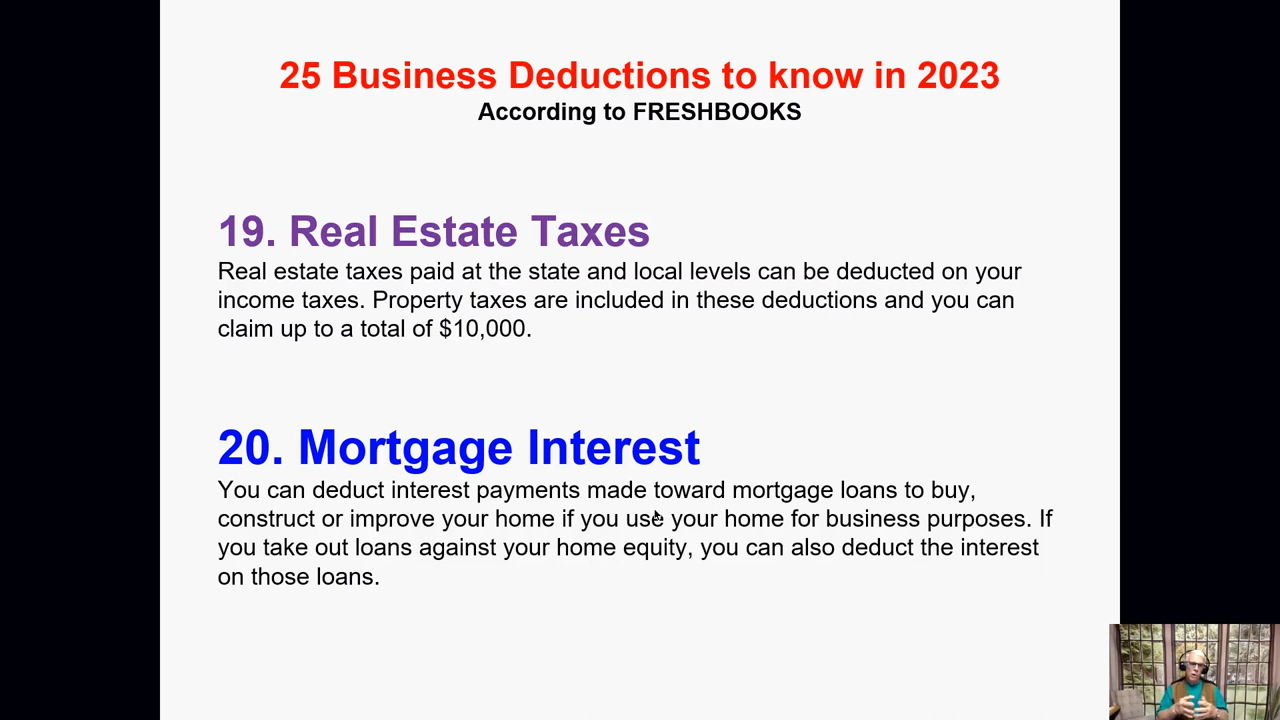 25 Business Deductions to know in 2023
According to FRESHBOOKS
19. Real Estate Taxes
Real estate taxes paid at the state and local levels can be deducted on your
income taxes. Property taxes are included in these deductions and you can
claim up to a total of $10,000.
20. Mortgage Interest
You can deduct interest payments made toward mortgage loans to buy,
construct or improve your home if you use your home for business purposes. If
you take out loans against your home equity, you can also deduct the interest
on those loans.